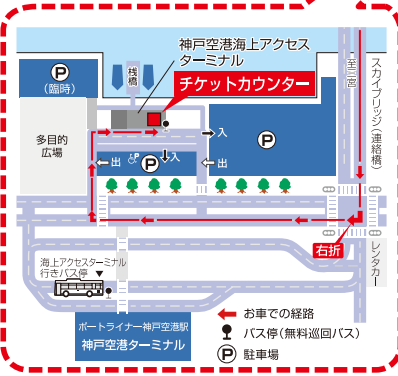 神戸空港海上アクセス
ターミナル
チケットカウンター
桟橋
P
(臨時)
多目的
広場
入
P
出
P
入
出
至三宮
スカイブリッジ(連絡橋)
右折
レンタカー
海上アクセスターミナル
行きバス停 ▼
ポートライナー神戸空港駅
神戸空港ターミナル
お車での経路
バス停(無料巡回バス)
P 駐車場